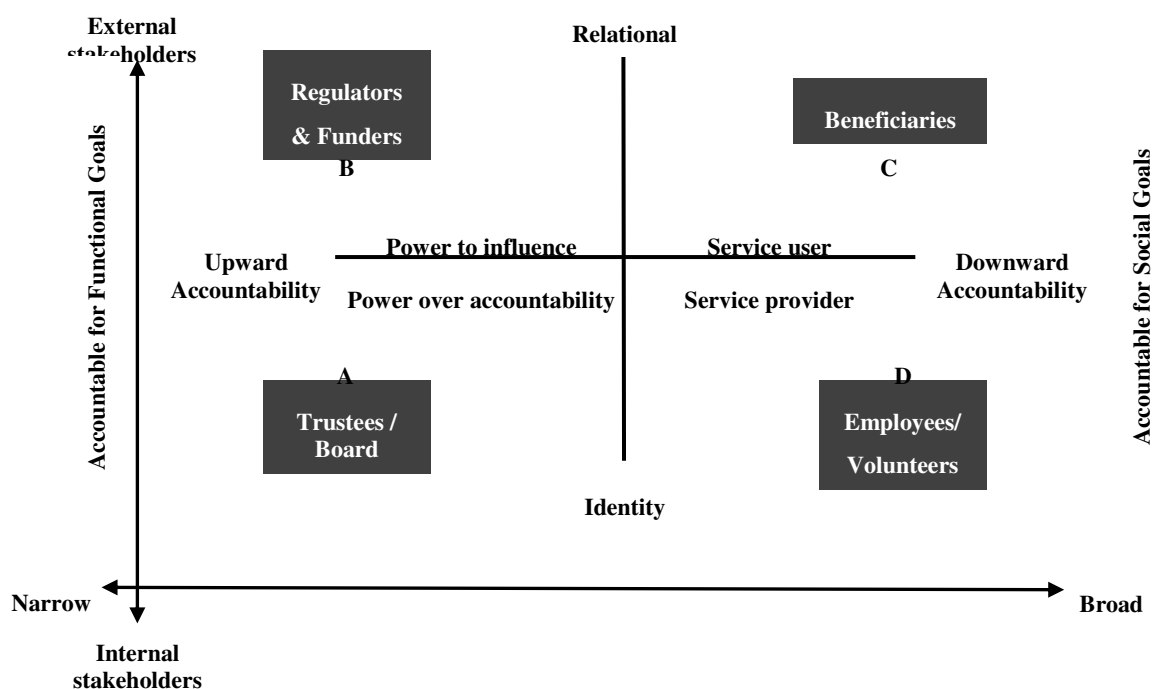 External
stakeholders
Relational
Regulators
& Funders
B
Beneficiaries
C
Accountable for Functional Goals
Accountable for Social Goals
Power to influence
Service user
Upward
Accountability
Downward
Accountability
Power over accountability
Service provider
A
Trustees /
Board
D
Employees/
Volunteers
Identity
Narrow
Broad
Internal
stakeholders